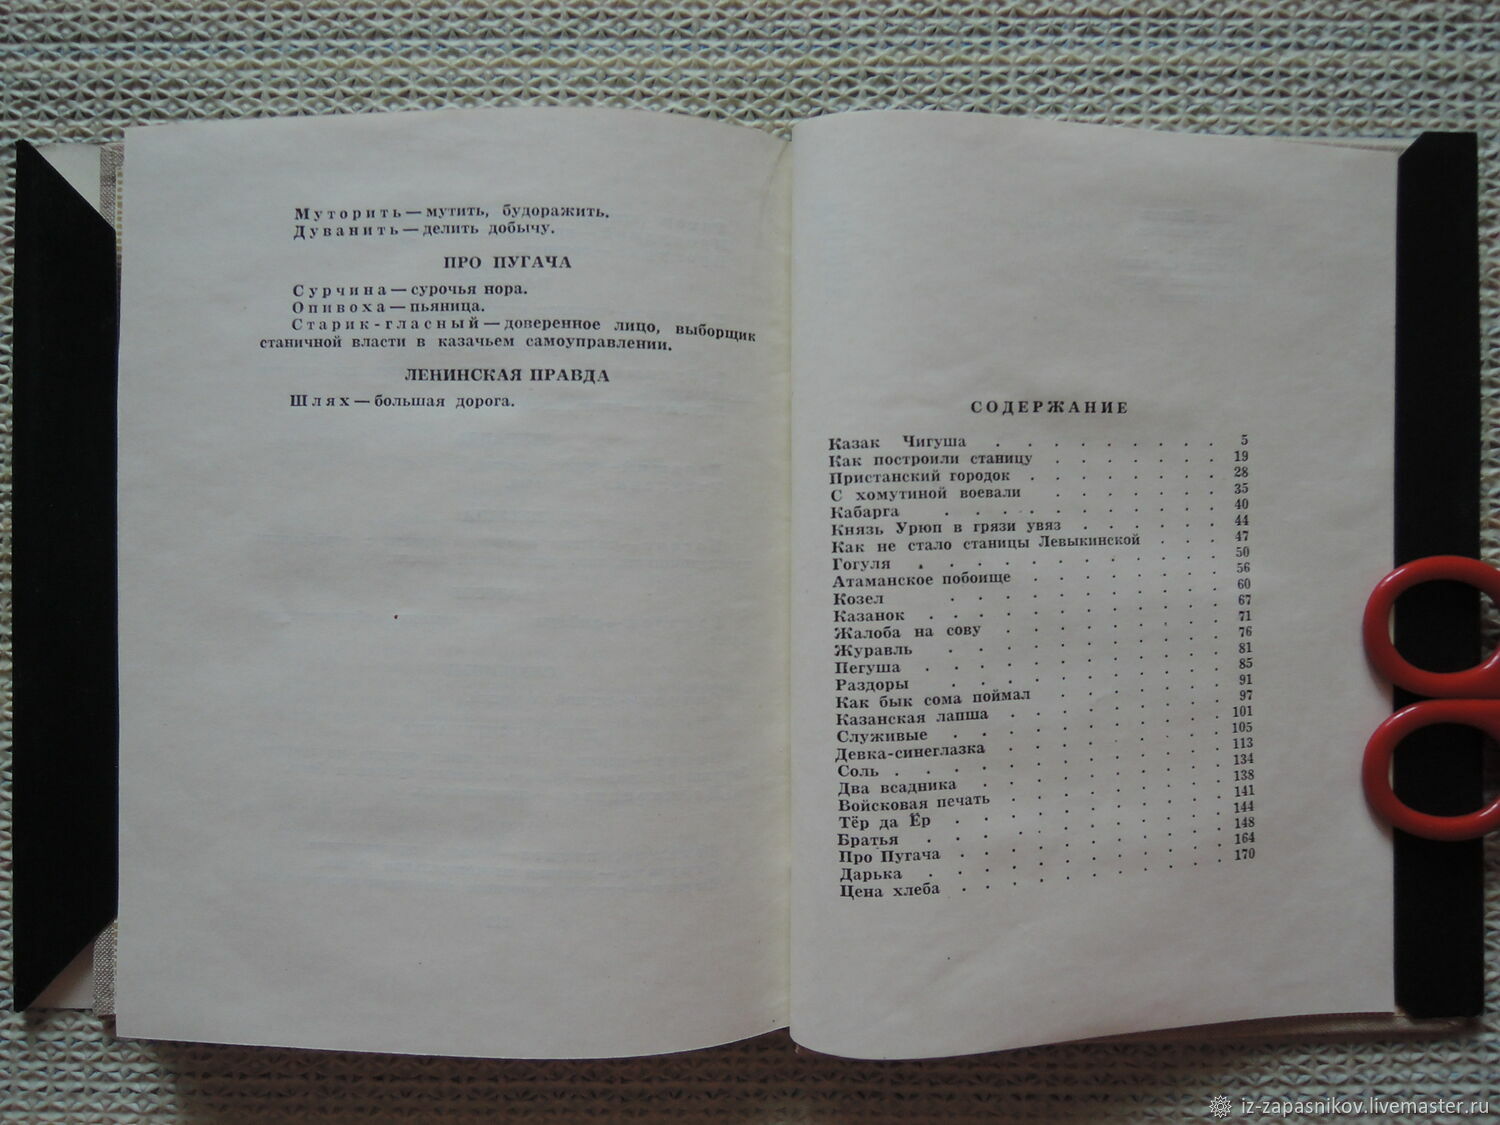 Муторить — мутить, будоражить.
Дуванить — делить добычу.
ПРО ПУГАЧА
Сурчина — сурочья нора.
Опивоха — пьяница.
Старик-гласный — доверенное лицо, выборщик
станичной власти в казачьем самоуправлении.
ЛЕНИНСКАЯ ПРАВДА
Шлях — большая дорога.
СОДЕРЖАНИЕ
Казак Чигуша . . . . . . . . . 5
Как построили станицу . . . . . . . 19
Пристанский городок . . . . . . . . 28
С хомутиной воевали . . . . . . . 35
Кабарга . . . . . . . . . . . 40
Князь Урюп в грязи увяз . . . . . . 44
Как не стало станицы Левыкинской . . . 47
Гогуля . . . . . . . . . . . 50
Атаманское побоище . . . . . . . 56
Козел . . . . . . . . . . 60
Казанок . . . . . . . . . . . 67
Жалоба на сову . . . . . . . . 71
Журавль . . . . . . . . . . 76
Пегуша . . . . . . . . . . . 81
Раздоры . . . . . . . . . . 85
Как бык сома поймал . . . . . . 91
Казанская лапша . . . . . . . . 97
Служивые . . . . . . . . . . 101
Девка-синеглазка . . . . . . . . 105
Соль . . . . . . . . . . . . 113
Два всадника . . . . . . . . . 134
Войсковая печать . . . . . . . . 138
Тёр да Ёр . . . . . . . . . . 141
Братья . . . . . . . . . . . 144
Про Пугача . . . . . . . . . . 148
Дарька . . . . . . . . . . . 164
Цена хлеба . . . . . . . . . . 170
iz-zapasnikov.livemaster.ru